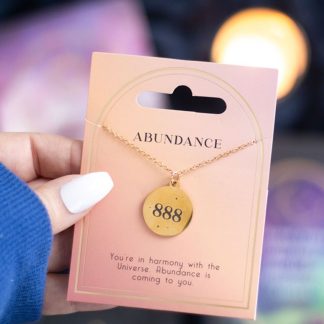 ABUNDANCE
888
You're in harmony with the
Universe. Abundance is
coming to you.